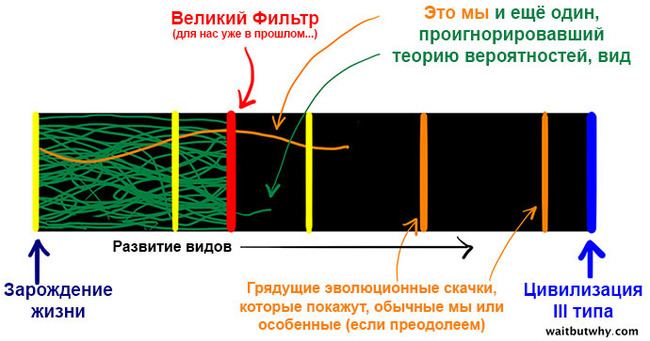 Великий Фильтр
(для нас уже в прошлом...)
Это мы и ещё один,
проигнорировавший
теорию вероятностей, вид
Развитие видов
Зарождение
жизни
Грядущие эволюционные скачки,
которые покажут, обычные мы или
особенные (если преодолеем)
Цивилизация
III типа
waitbutwhy.com